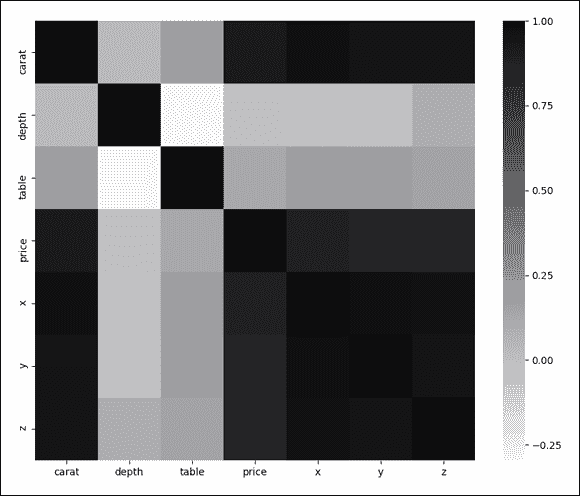 carat
depth
table
price
x
y
z
carat
depth
table
price
x
y
z
1.00
0.75
0.50
0.25
0.00
−0.25